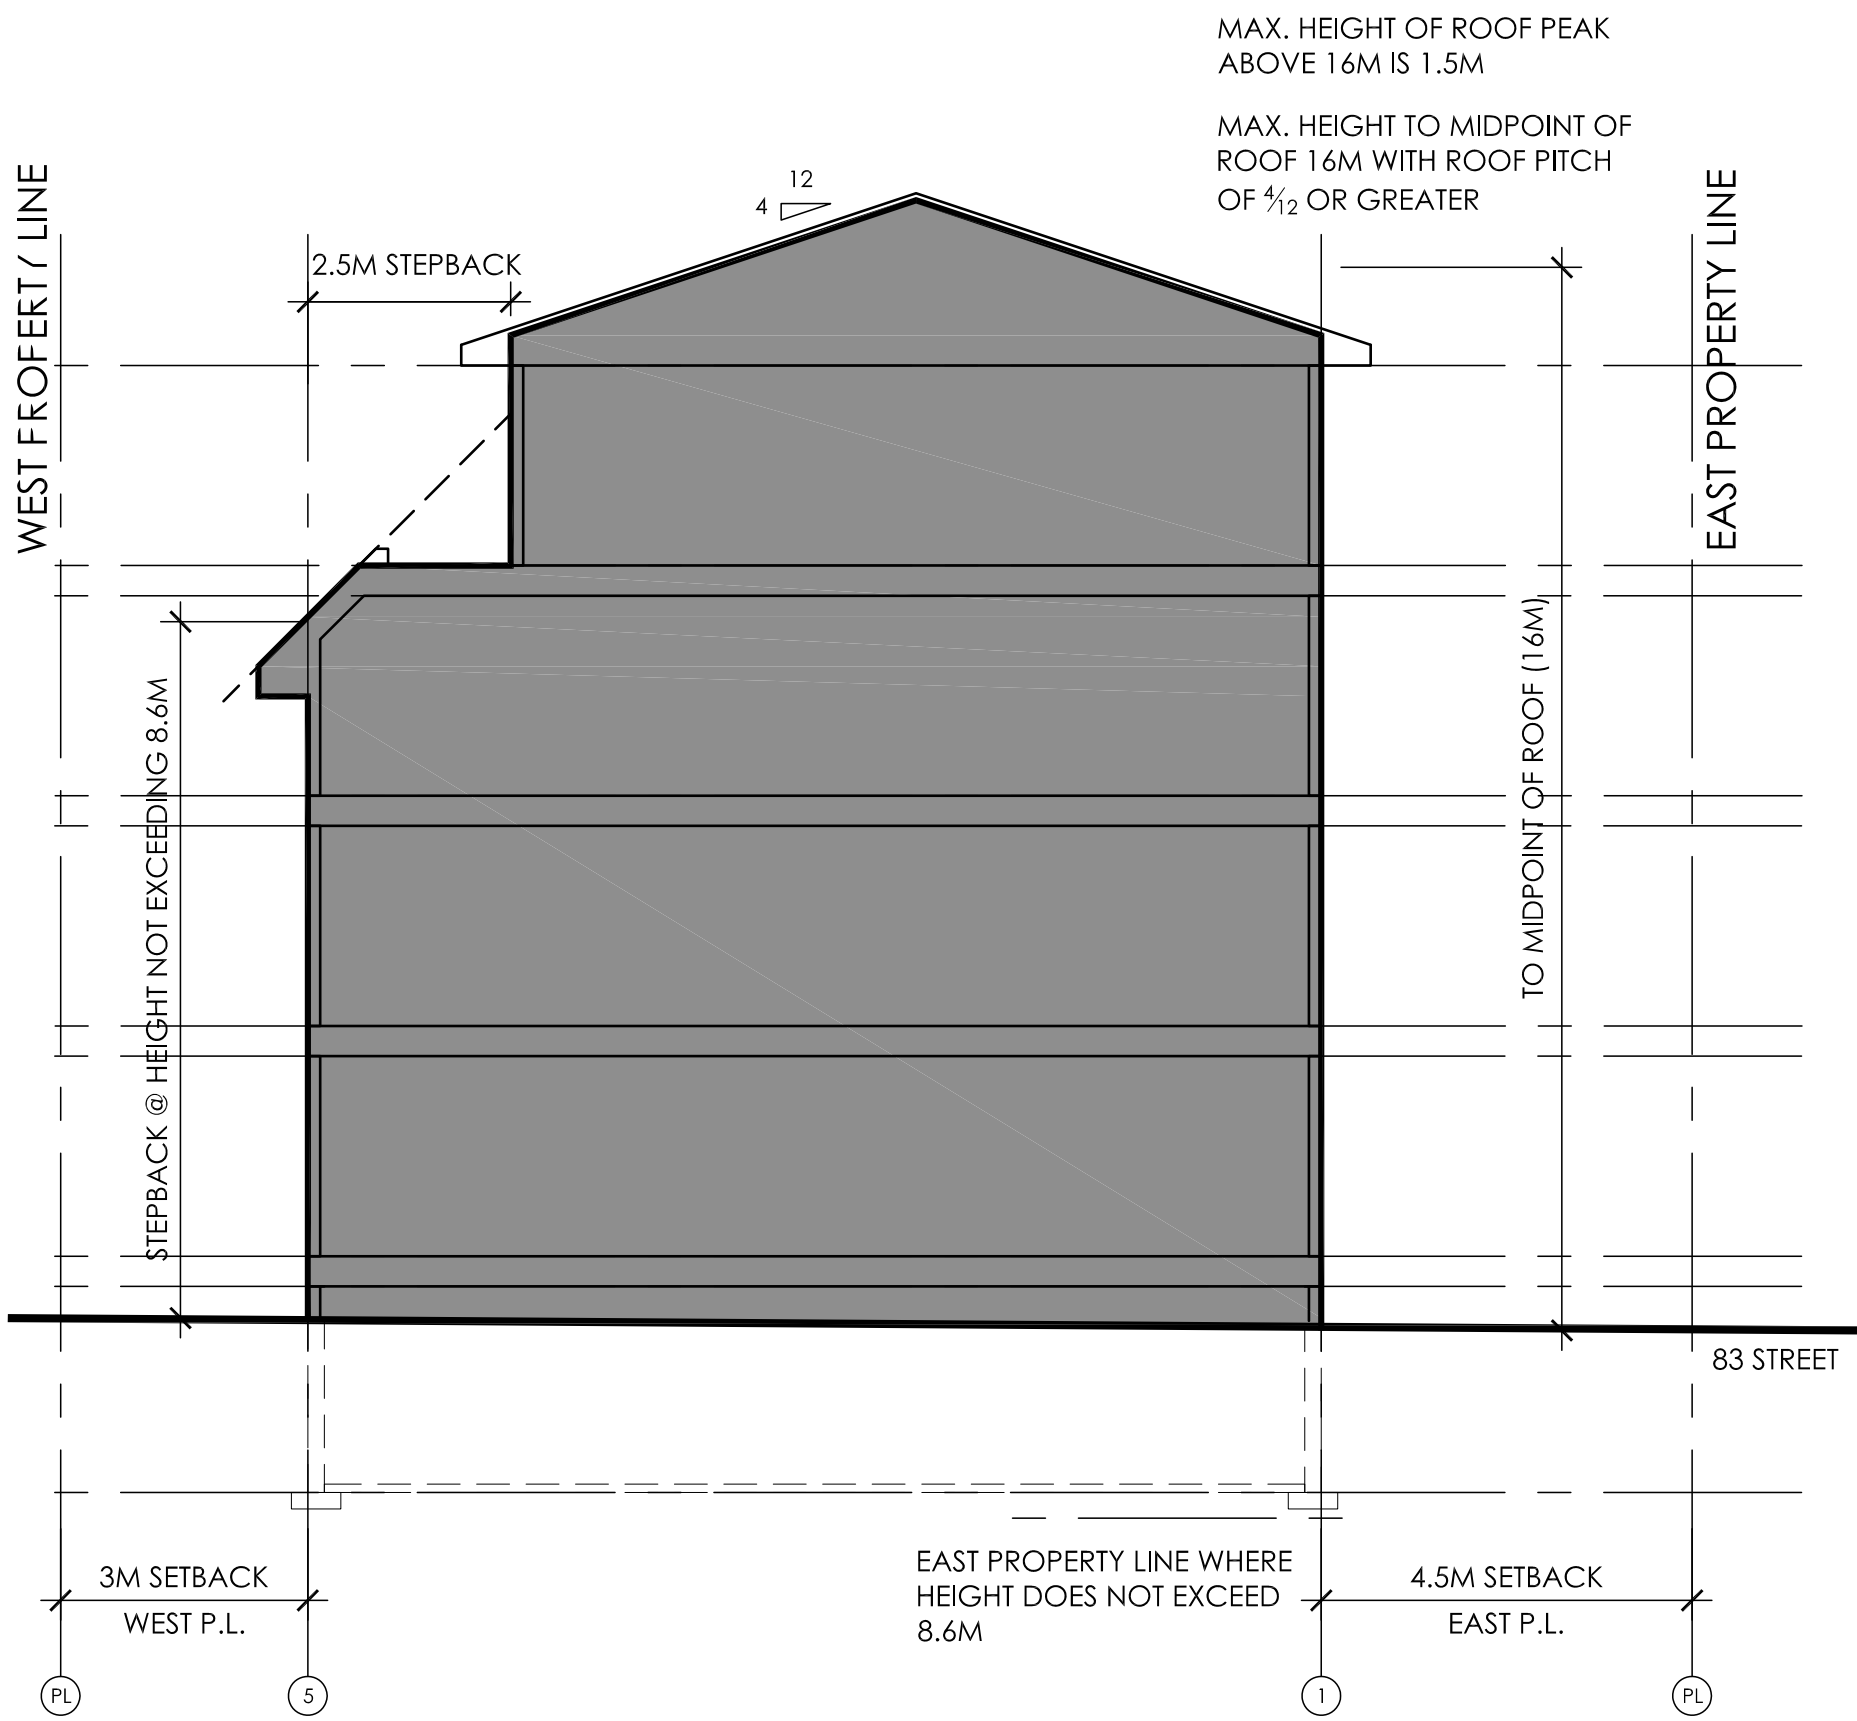 MAX. HEIGHT OF ROOF PEAK
ABOVE 16M IS 1.5M
MAX. HEIGHT TO MIDPOINT OF
ROOF 16M WITH ROOF PITCH
OF 4/12 OR GREATER
12
4
2.5M STEPBACK
WEST FROFERT/ LINE
EAST PROPERTY LINE
STEPBACK @ HEIGHT NOT EXCEEDING 8.6M
TO MIDPOINT OF ROOF (16M)
83 STREET
3M SETBACK
WEST P.L.
EAST PROPERTY LINE WHERE
HEIGHT DOES NOT EXCEED
8.6M
4.5M SETBACK
EAST P.L.
PL
5
1
PL